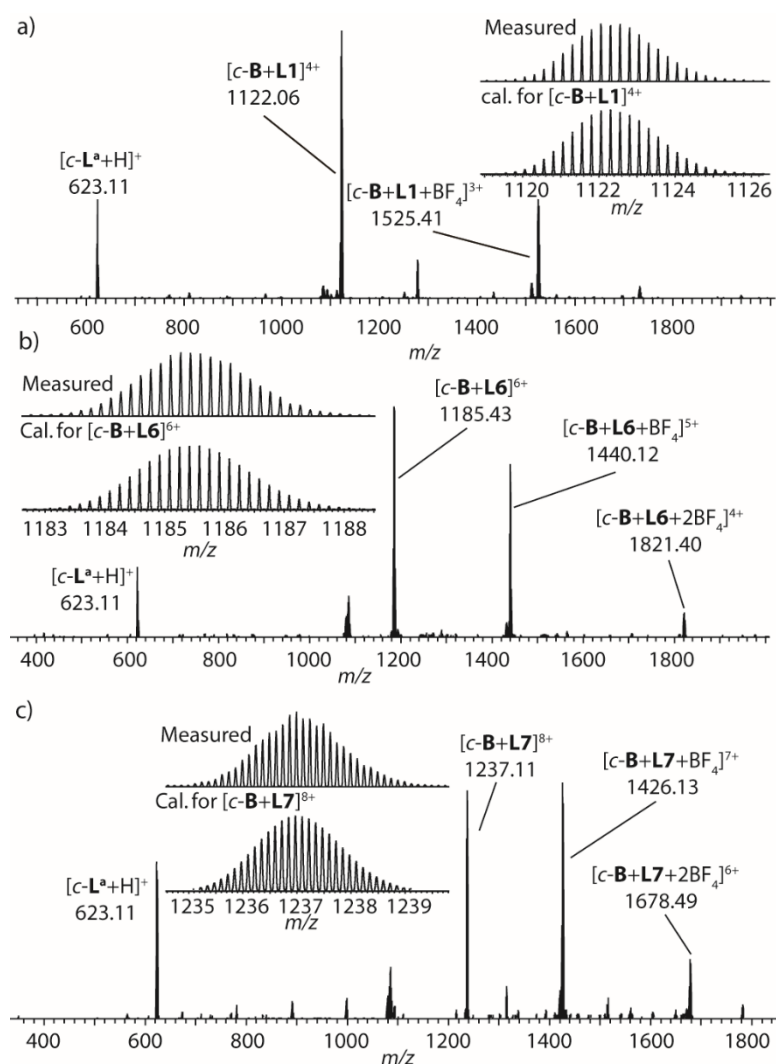 a)
[c-B+L1]4+
1122.06
Measured
cal. for [c-B+L1]4+
1120 1122 1124 1126
m/z
[c-Lª+H]+
623.11
[c-B+L1+BF4]3+
1525.41
600 800 1000 1200 1400 1600 1800
m/z
b)
Measured
Cal. for [c-B+L6]6+
1183 1184 1185 1186 1187 1188
m/z
[c-B+L6]6+
1185.43
[c-B+L6+BF4]5+
1440.12
[c-B+L6+2BF4]4+
1821.40
[c-Lª+H]+
623.11
400 600 800 1000 1200 1400 1600 1800
m/z
c)
Measured
Cal. for [c-B+L7]8+
1235 1236 1237 1238 1239
m/z
[c-B+L7]8+
1237.11
[c-B+L7+BF4]7+
1426.13
[c-B+L7+2BF4]6+
1678.49
[c-Lª+H]+
623.11
400 600 800 1000 1200 1400 1600 1800
m/z